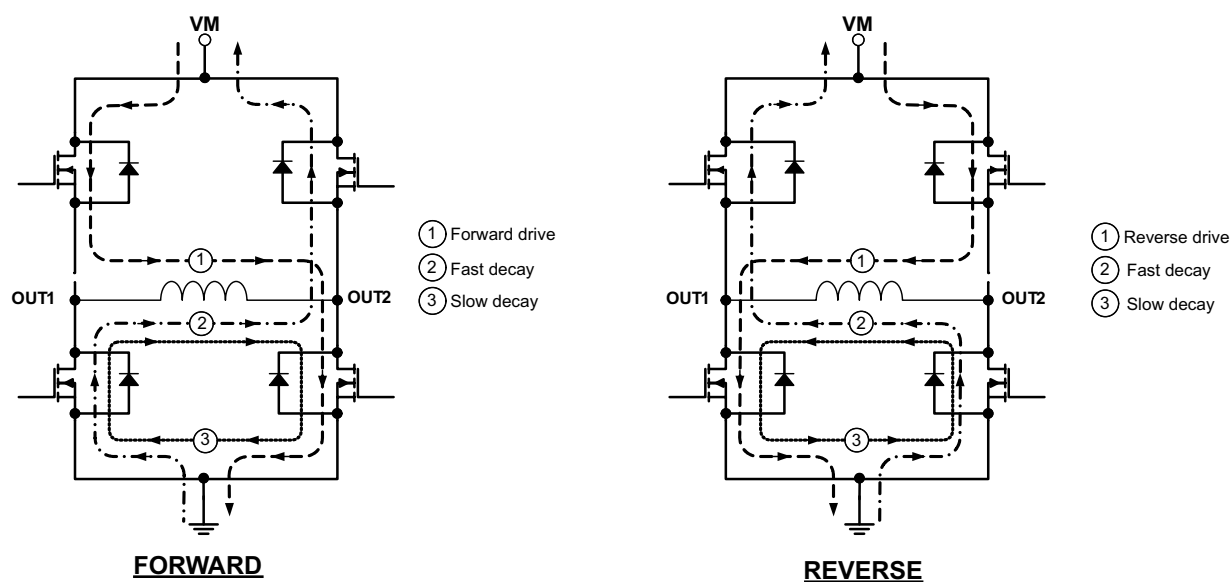 VM
1
OUT1
OUT2
2
3
1 Forward drive
2 Fast decay
3 Slow decay
FORWARD
VM
1
OUT1
OUT2
2
3
1 Reverse drive
2 Fast decay
3 Slow decay
REVERSE